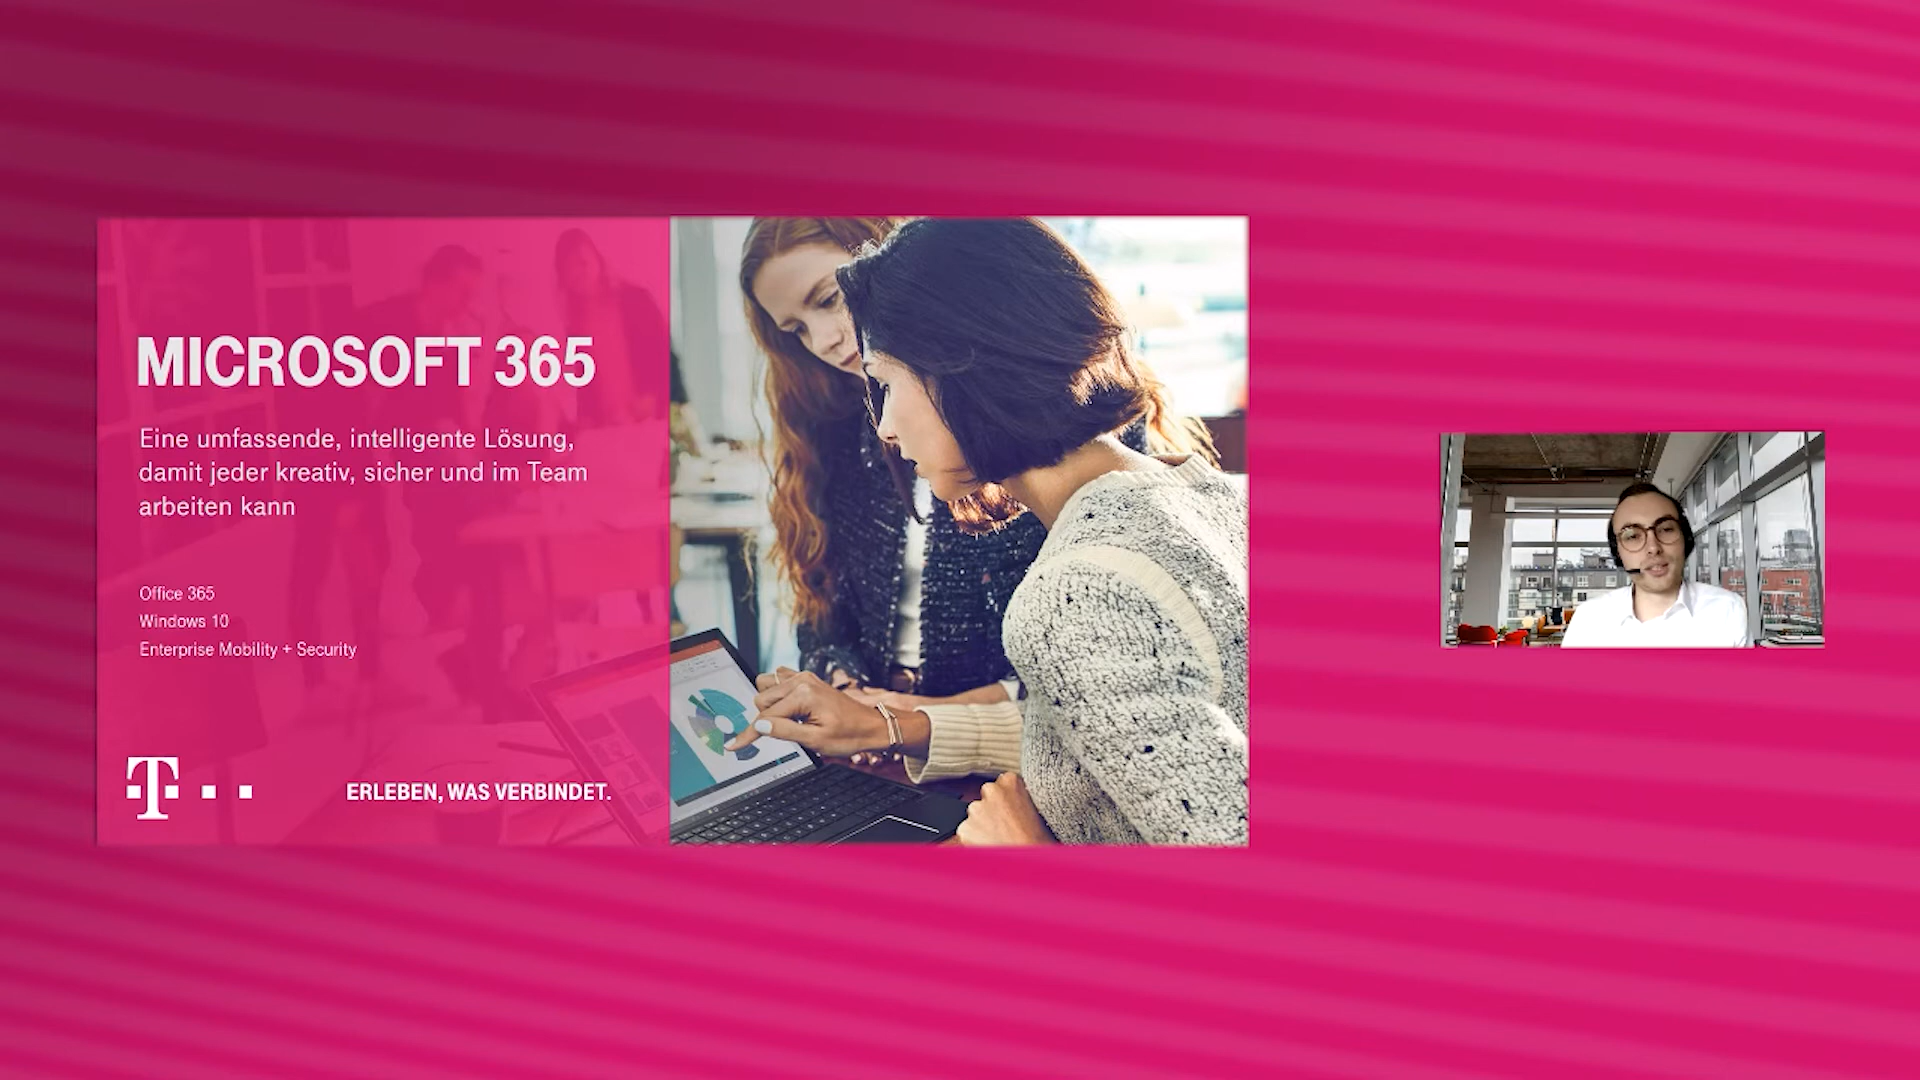 MICROSOFT 365
Eine umfassende, intelligente Lösung,
damit jeder kreativ, sicher und im Team
arbeiten kann
Office 365
Windows 10
Enterprise Mobility + Security
T
ERLEBEN, WAS VERBINDET.